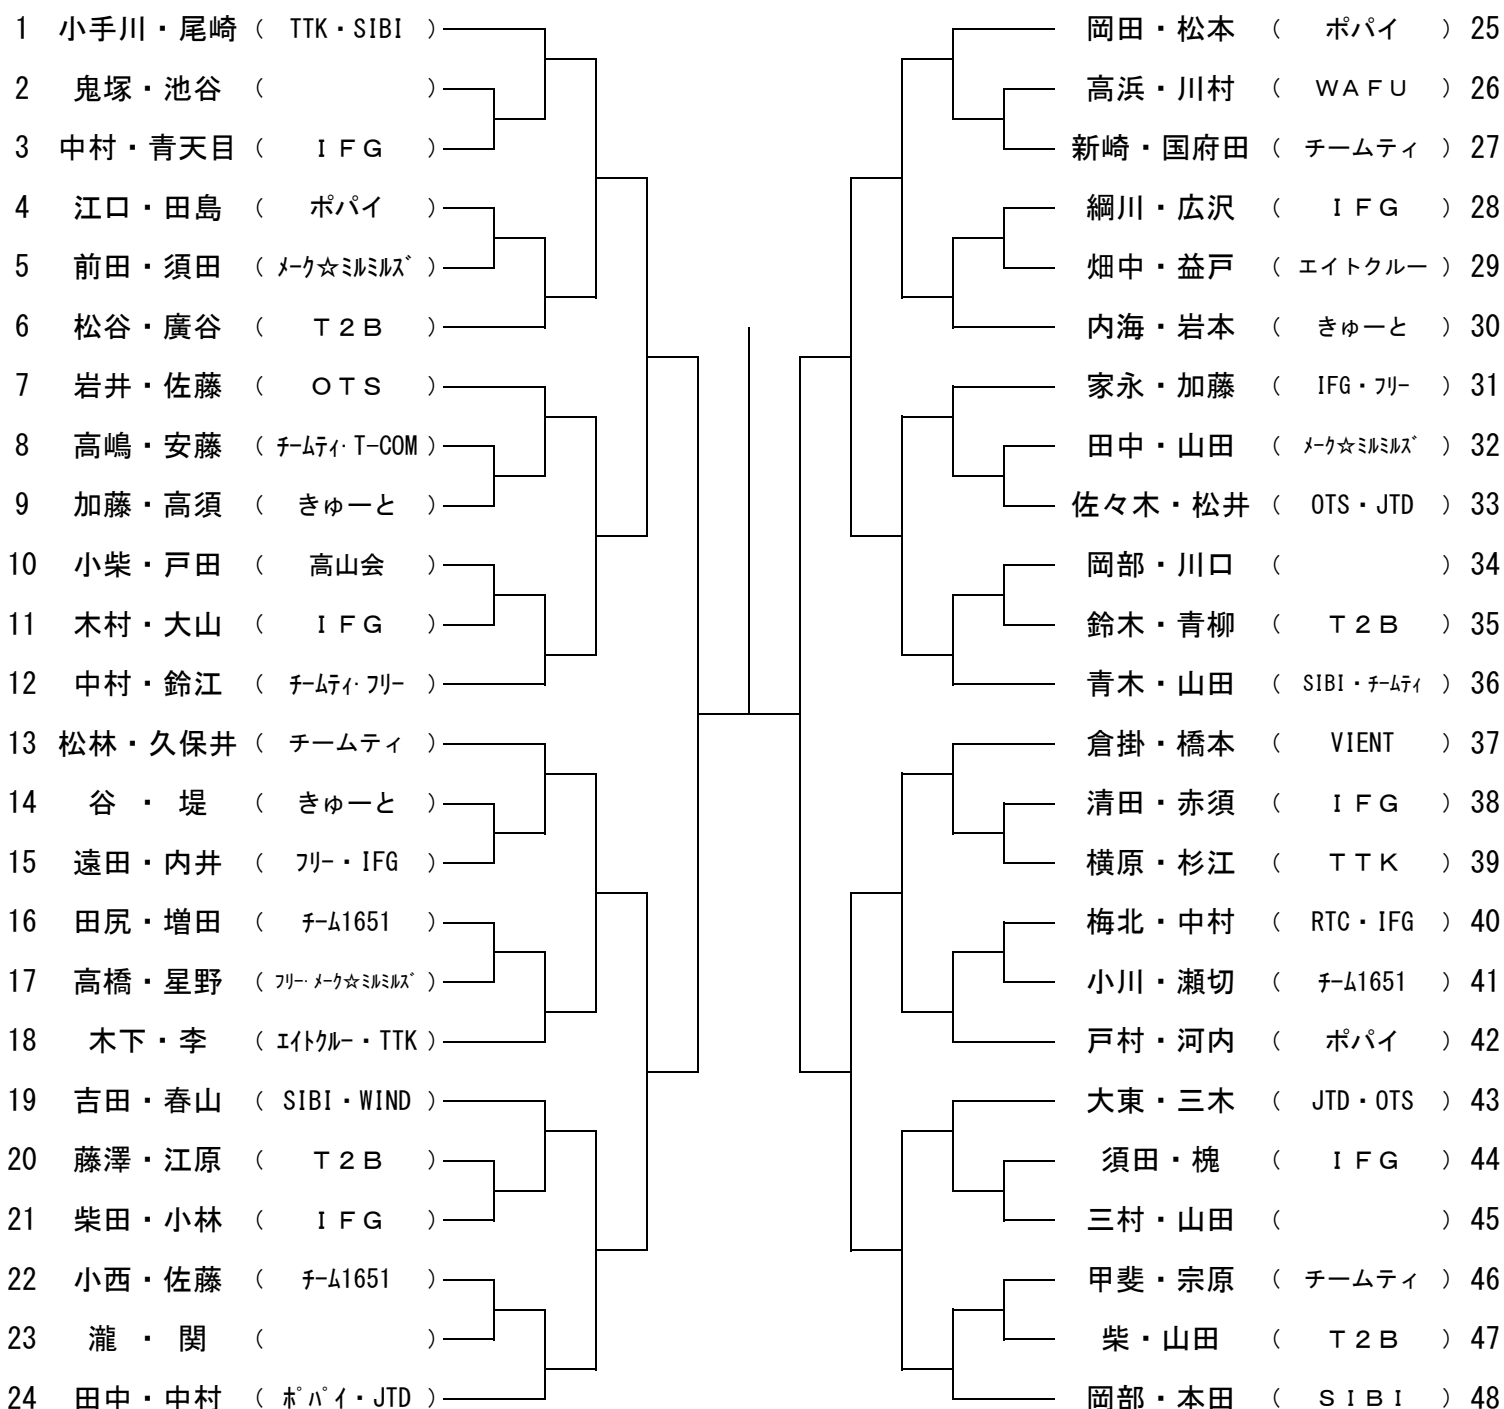 1 小手川・尾崎 ( TTK・SIBI )
2 鬼塚・池谷 ( )
3 中村・青天目 ( ＩＦＧ )
4 江口・田島 ( ポパイ )
5 前田・須田 ( ﾒｰｸ☆ﾐﾙﾐﾙｽﾞ )
6 松谷・廣谷 ( Ｔ２Ｂ )
7 岩井・佐藤 ( ＯＴＳ )
8 高嶋・安藤 ( ﾁｰﾑﾃｨ･T-COM )
9 加藤・高須 ( きゅーと )
10 小柴・戸田 ( 高山会 )
11 木村・大山 ( ＩＦＧ )
12 中村・鈴江 ( ﾁｰﾑﾃｨ･ﾌﾘｰ )
13 松林・久保井 ( チームティ )
14 谷・堤 ( きゅーと )
15 遠田・内井 ( ﾌﾘｰ・IFG )
16 田尻・増田 ( ﾁｰﾑ1651 )
17 高橋・星野 ( ﾌﾘｰ･ﾒｰｸ☆ﾐﾙﾐﾙｽﾞ )
18 木下・李 ( ｴｲﾄｸﾙｰ・TTK )
19 吉田・春山 ( SIBI・WIND )
20 藤澤・江原 ( Ｔ２Ｂ )
21 柴田・小林 ( ＩＦＧ )
22 小西・佐藤 ( ﾁｰﾑ1651 )
23 瀧・関 ( )
24 田中・中村 ( ﾎﾟﾊﾟｲ・JTD )
岡田・松本 ( ポパイ ) 25
高浜・川村 ( ＷＡＦＵ ) 26
新崎・国府田 ( チームティ ) 27
綱川・広沢 ( ＩＦＧ ) 28
畑中・益戸 ( エイトクルー ) 29
内海・岩本 ( きゅーと ) 30
家永・加藤 ( IFG・ﾌﾘｰ ) 31
田中・山田 ( ﾒｰｸ☆ﾐﾙﾐﾙｽﾞ ) 32
佐々木・松井 ( OTS・JTD ) 33
岡部・川口 ( ) 34
鈴木・青柳 ( Ｔ２Ｂ ) 35
青木・山田 ( SIBI・ﾁｰﾑﾃｨ ) 36
倉掛・橋本 ( VIENT ) 37
清田・赤須 ( ＩＦＧ ) 38
横原・杉江 ( ＴＴＫ ) 39
梅北・中村 ( RTC・IFG ) 40
小川・瀬切 ( ﾁｰﾑ1651 ) 41
戸村・河内 ( ポパイ ) 42
大東・三木 ( JTD・OTS ) 43
須田・槐 ( ＩＦＧ ) 44
三村・山田 ( ) 45
甲斐・宗原 ( チームティ ) 46
柴・山田 ( Ｔ２Ｂ ) 47
岡部・本田 ( ＳＩＢＩ ) 48